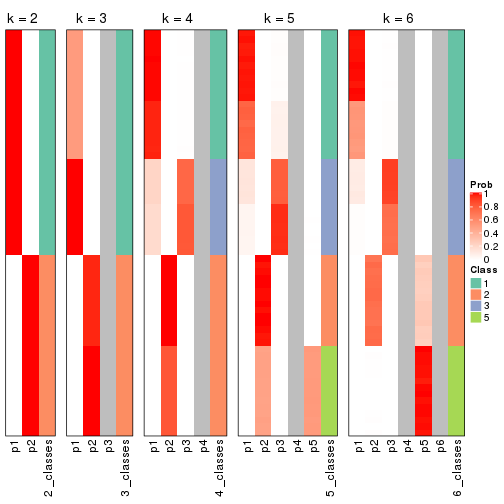 k = 2
k = 3
k = 4
k = 5
k = 6
Prob
1
0.8
0.6
0.4
0.2
0
Class
1
2
3
5
p1
p2
2_classes
p1
p2
p3
3_classes
p1
p2
p3
p4
4_classes
p1
p2
p3
p4
p5
5_classes
p1
p2
p3
p4
p5
p6
6_classes